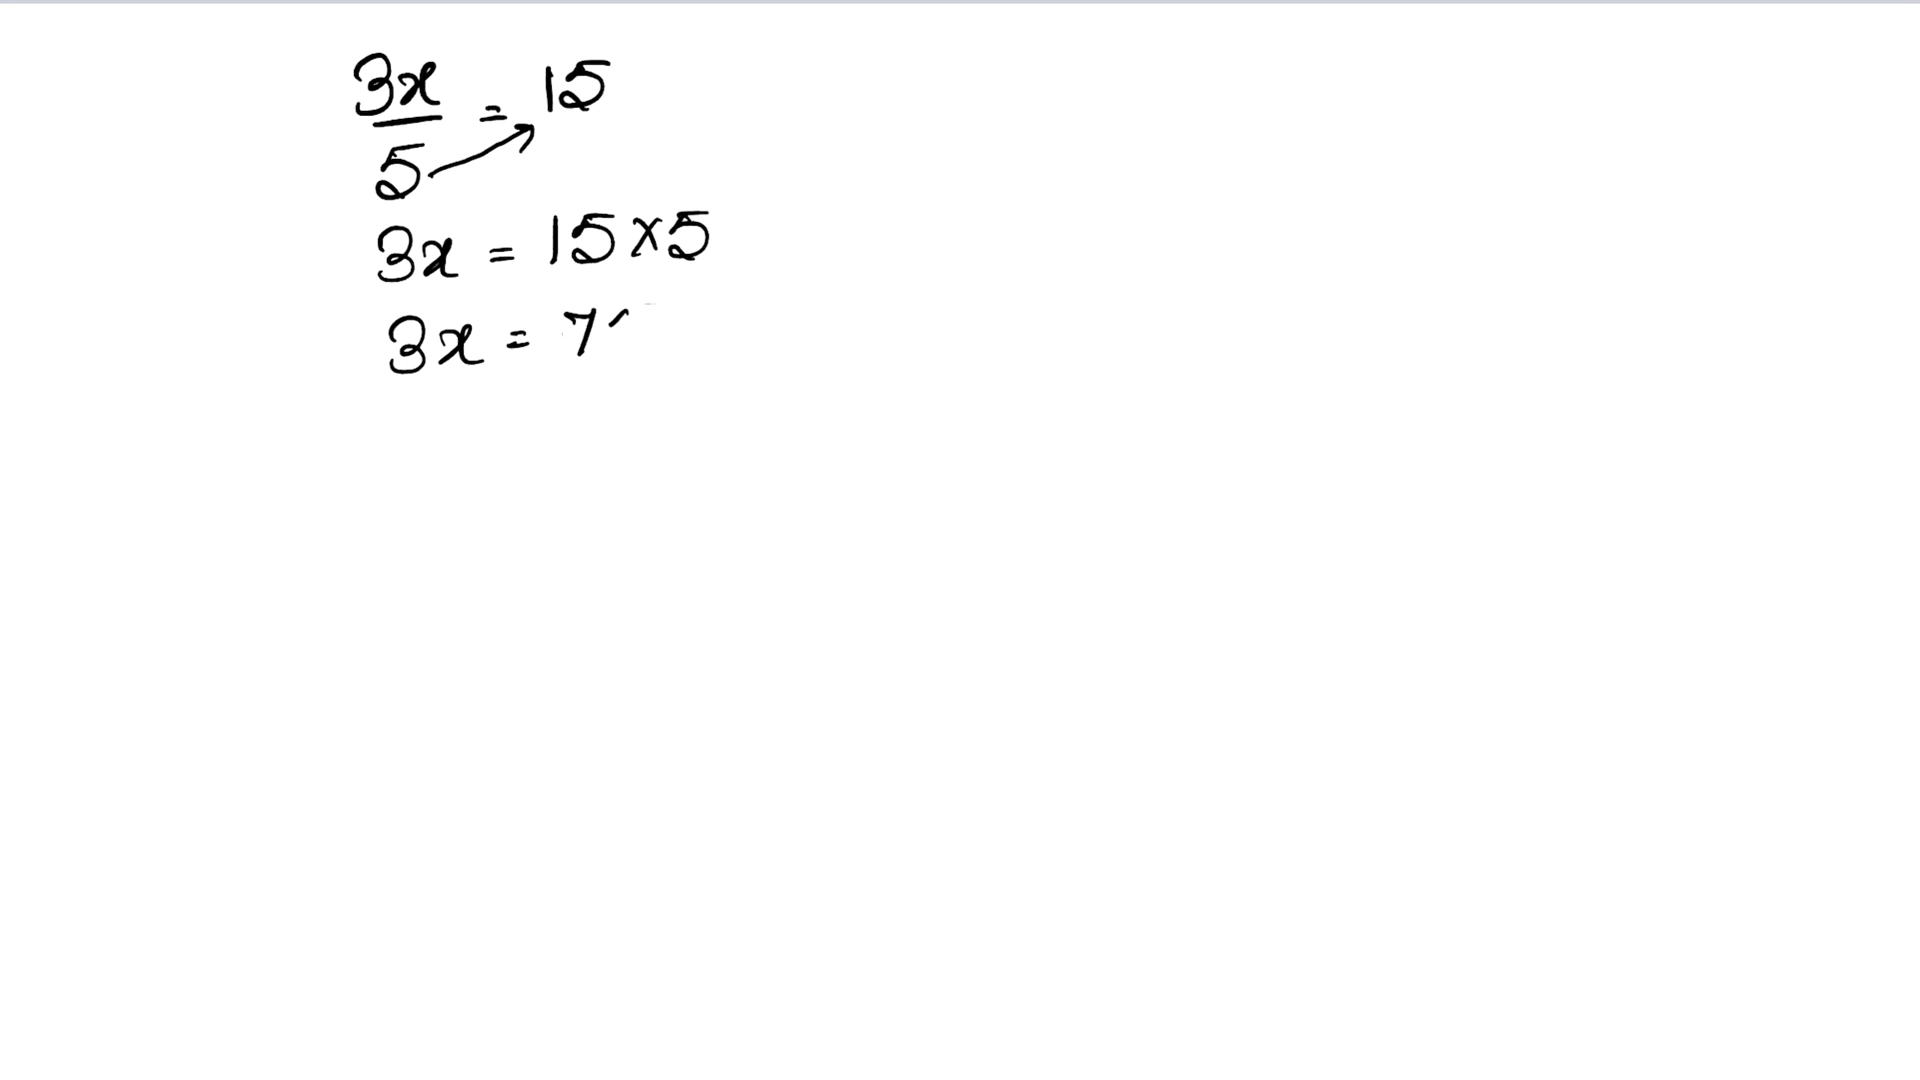 3x/5 = 15
3x = 15×5
3x = 7